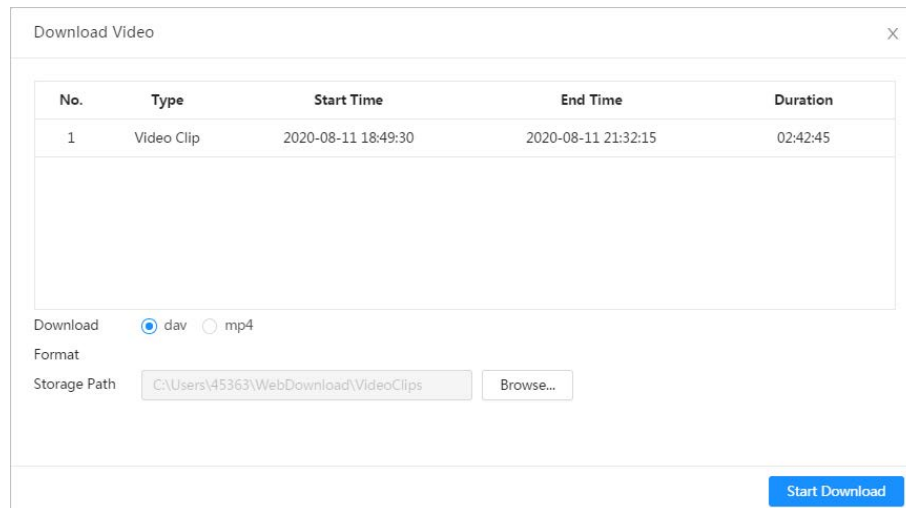 Download Video X
No. Type Start Time End Time Duration
1 Video Clip 2020-08-11 18:49:30 2020-08-11 21:32:15 02:42:45
Download dav mp4
Format
Storage Path C:\Users\45363\WebDownload\VideoClips Browse...
Start Download